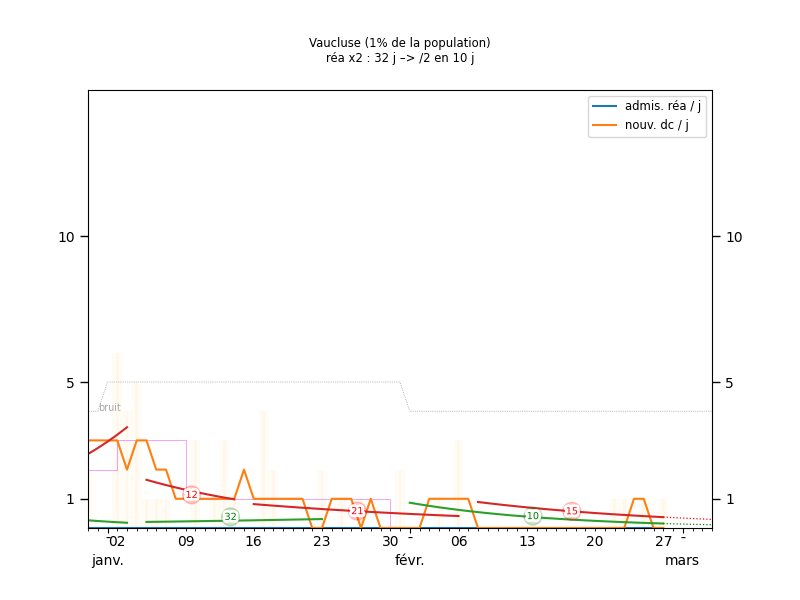 Vaucluse (1% de la population)
réa x2 : 32 j –> /2 en 10 j
admis. réa / j
nouv. dc / j
10
10
5
5
bruit
12
32
21
10
15
1
1
02
09
16
23
30
06
13
20
27
janv.
févr.
mars